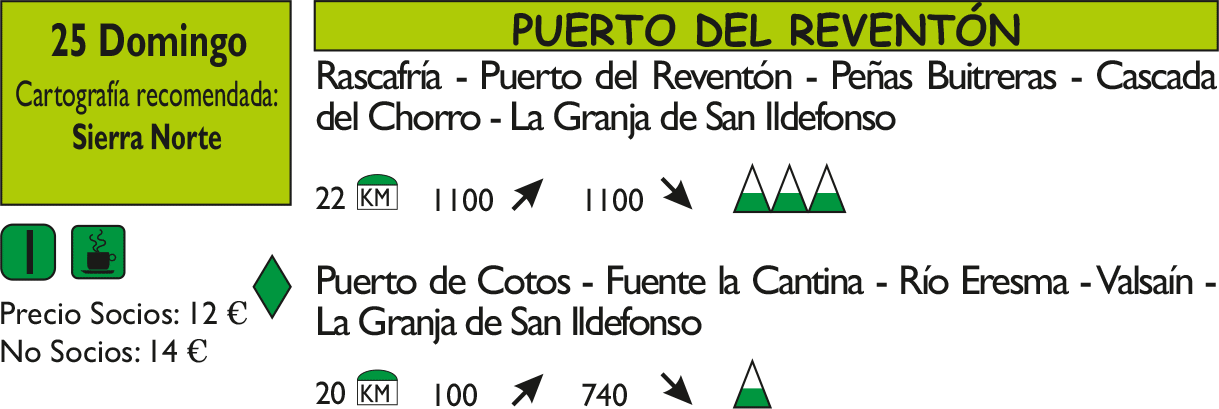 25 Domingo
Cartografía recomendada:
Sierra Norte
Precio Socios: 12 €
No Socios: 14 €
PUERTO DEL REVENTÓN
Rascafría - Puerto del Reventón - Peñas Buitreras - Cascada
del Chorro - La Granja de San Ildefonso
22 KM 1100 1100
Puerto de Cotos - Fuente la Cantina - Río Eresma - Valsaín -
La Granja de San Ildefonso
20 KM 100 740